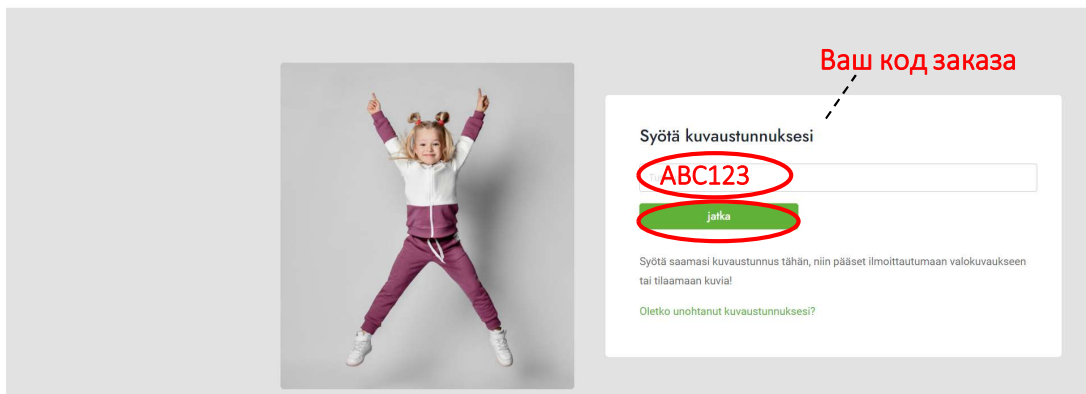 Ваш код заказа
Syötä kuvaustunnuksesi
ABC123
jatka
Syötä saamasi kuvaustunnus tähän, niin pääset ilmoittautumaan valokuvaukseen
tai tilaamaan kuvia!
Oletko unohtanut kuvaustunnuksesi?